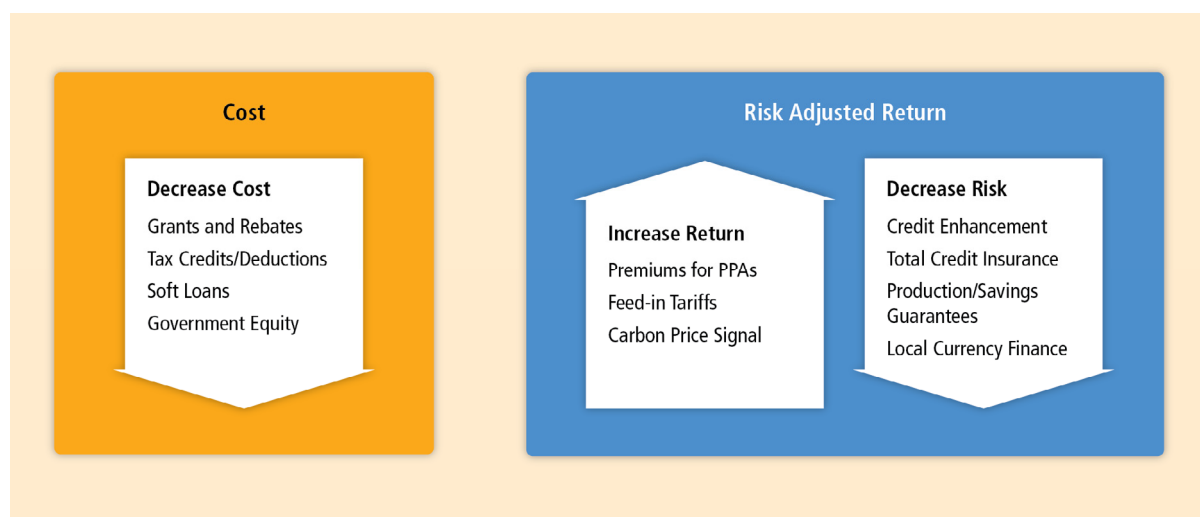 Cost
Decrease Cost
Grants and Rebates
Tax Credits/Deductions
Soft Loans
Government Equity
Risk Adjusted Return
Increase Return
Premiums for PPAs
Feed-in Tariffs
Carbon Price Signal
Decrease Risk
Credit Enhancement
Total Credit Insurance
Production/Savings
Guarantees
Local Currency Finance